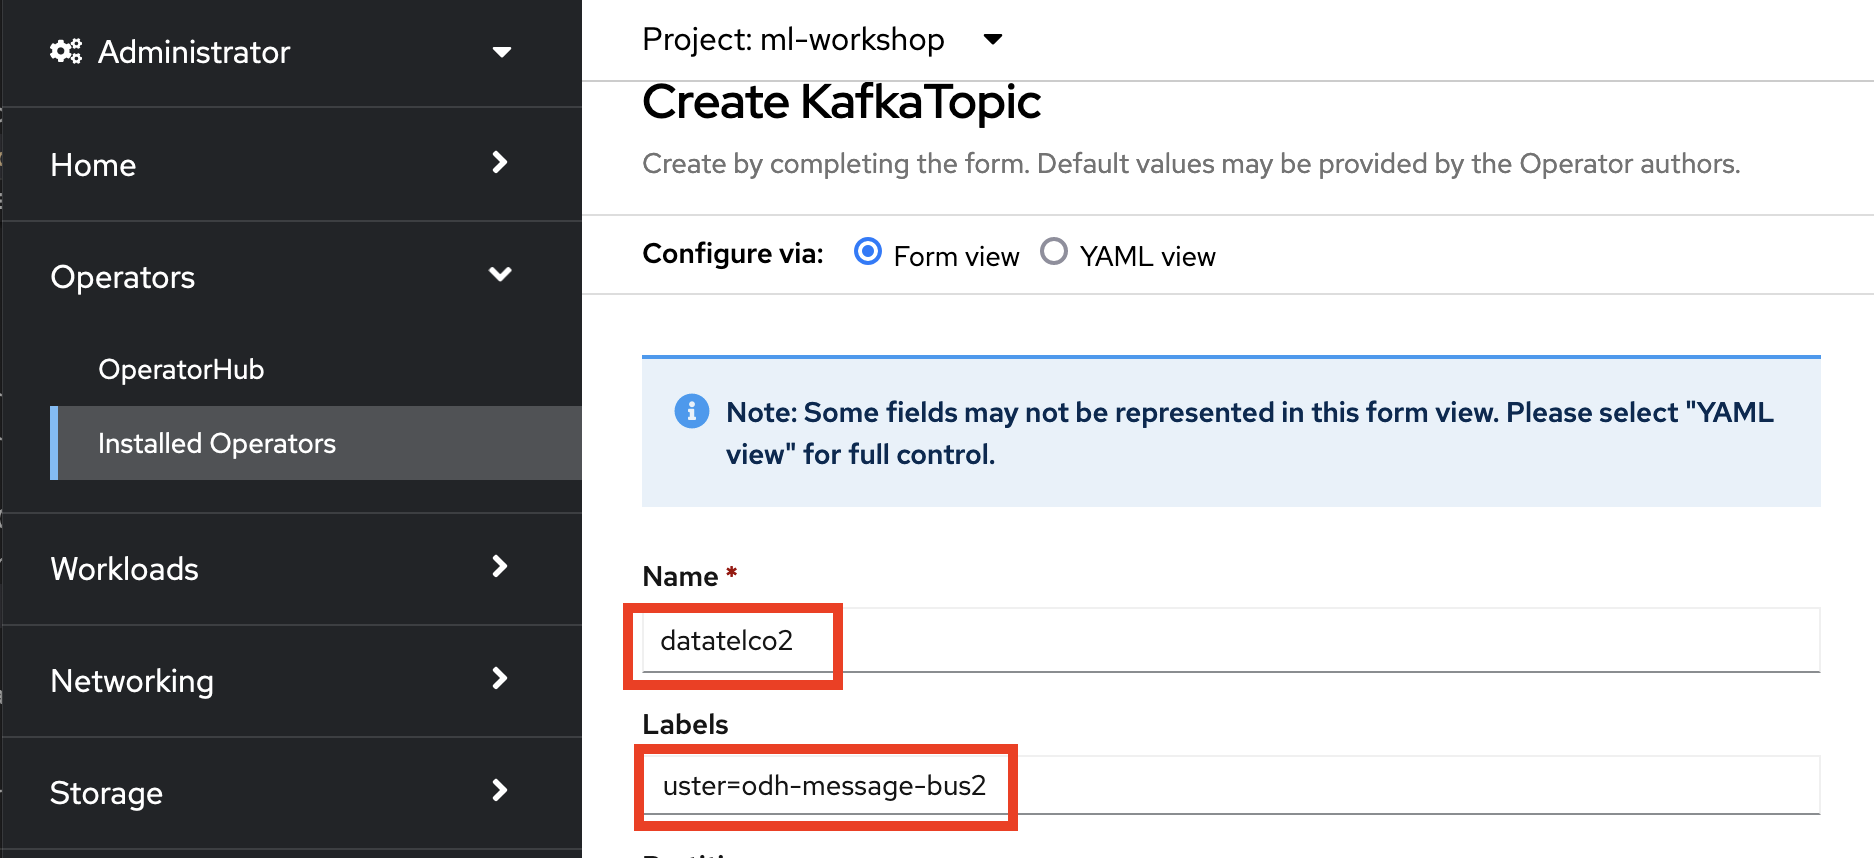 Administrator
Home
Operators
OperatorHub
Installed Operators
Workloads
Networking
Storage
Project: ml-workshop
Create KafkaTopic
Create by completing the form. Default values may be provided by the Operator authors.
Configure via: Form view YAML view
Note: Some fields may not be represented in this form view. Please select "YAML
view" for full control.
Name *
datatelco2
Labels
uster=odh-message-bus2